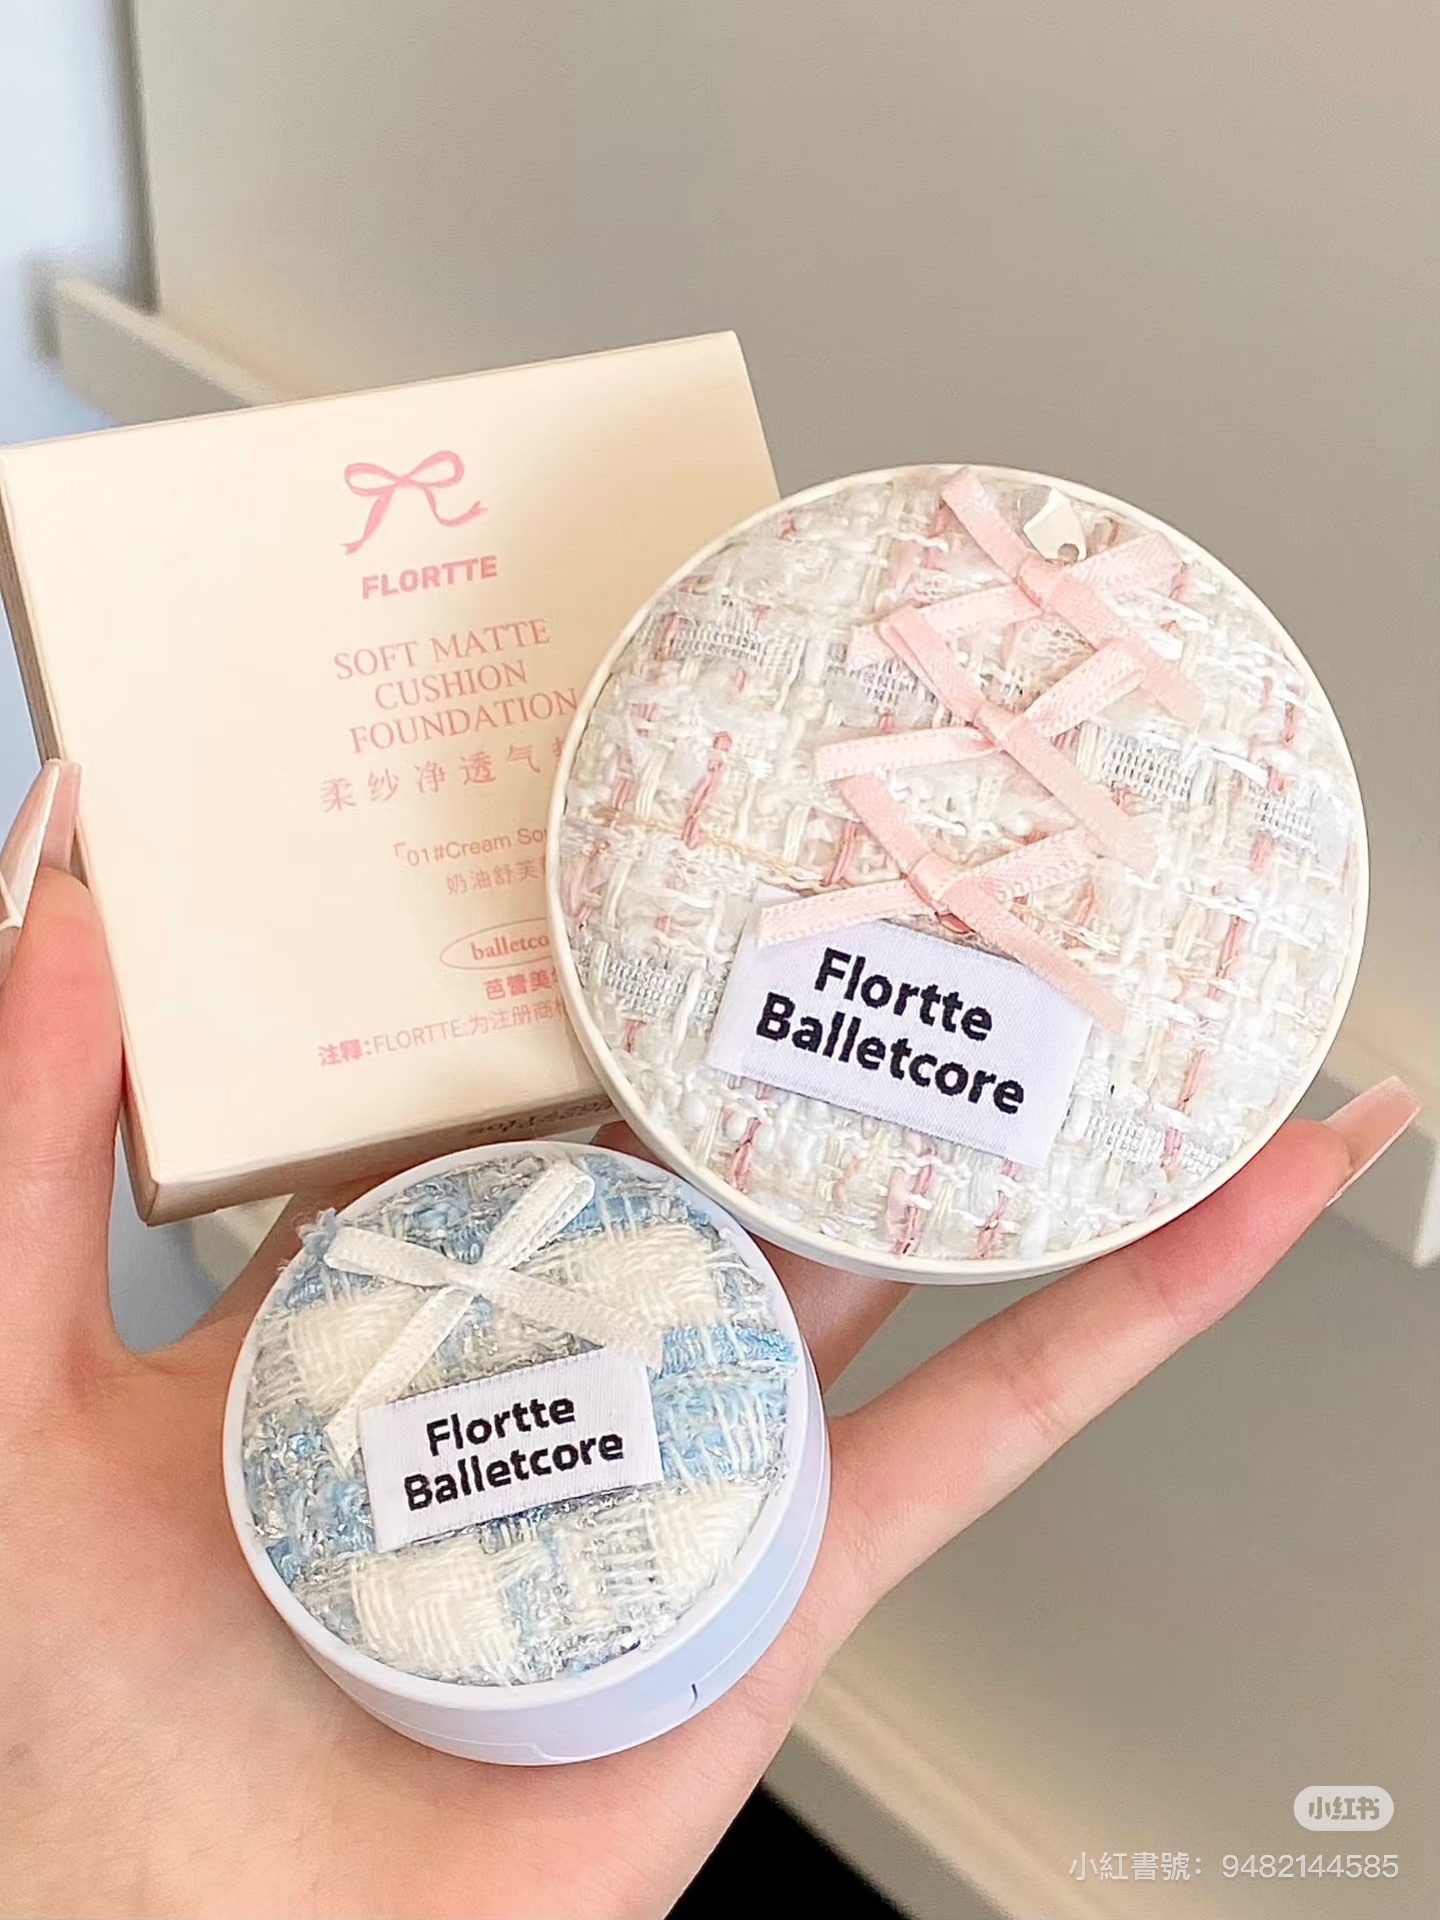 FLORTTE
SOFT MATTE
CUSHION
FOUNDATION
柔纱净透气
「01#Cream
奶油舒芙
芭蕾美
注释:FLORTTE:为注册商
Flortte
Balletcore
Flortte
Balletcore
小红书
小紅書號: 9482144585